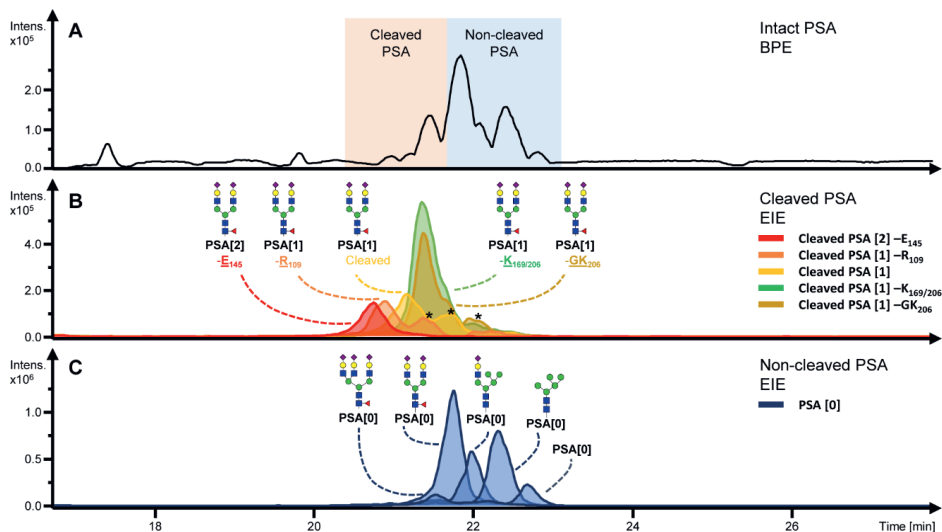 Intens.
x10⁵
A
Cleaved
PSA
Non-cleaved
PSA
Intact PSA
BPE
2.0
1.0
0.0
Intens.
x10⁵
B
Cleaved PSA
EIE
4.0
2.0
0.0
PSA[2]
-E₁₄₅
PSA[1]
-R₁₀₉
PSA[1]
Cleaved
PSA[1]
-K₁₆₉/₂₀₆
PSA[1]
-GK₂₀₆
*
*
*
Cleaved PSA [2] –E₁₄₅
Cleaved PSA [1] –R₁₀₉
Cleaved PSA [1]
Cleaved PSA [1] –K₁₆₉/₂₀₆
Cleaved PSA [1] –GK₂₀₆
Intens.
x10⁶
C
Non-cleaved PSA
EIE
PSA [0]
1.0
0.5
0.0
PSA[0]
PSA[0]
PSA[0]
PSA[0]
PSA[0]
18
20
22
24
26
Time [min]